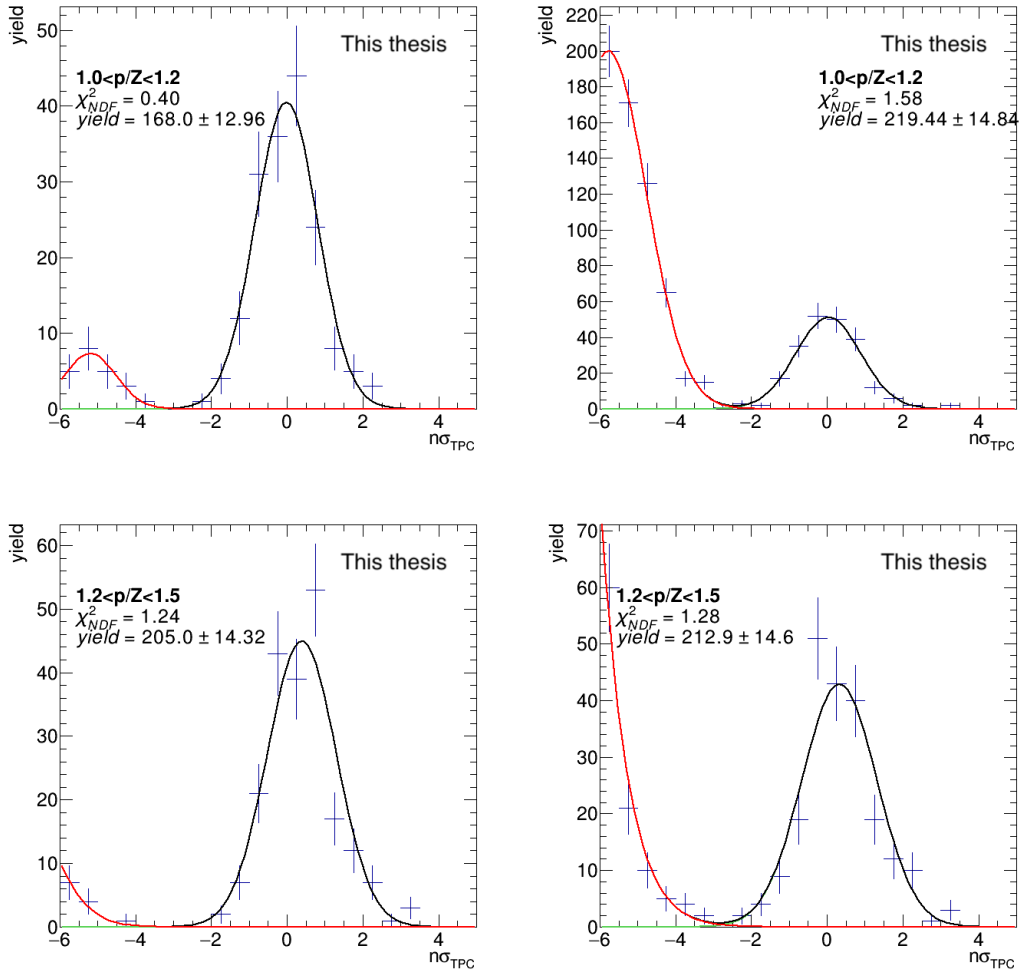 yield
50
40
30
20
10
0
−6 −4 −2 0 2 4
nσTPC
This thesis
1.0<p/Z<1.2
χ²NDF = 0.40
yield = 168.0 ± 12.96
yield
220
200
180
160
140
120
100
80
60
40
20
0
−6 −4 −2 0 2 4
nσTPC
This thesis
1.0<p/Z<1.2
χ²NDF = 1.58
yield = 219.44 ± 14.84
yield
60
50
40
30
20
10
0
−6 −4 −2 0 2 4
nσTPC
This thesis
1.2<p/Z<1.5
χ²NDF = 1.24
yield = 205.0 ± 14.32
yield
70
60
50
40
30
20
10
0
−6 −4 −2 0 2 4
nσTPC
This thesis
1.2<p/Z<1.5
χ²NDF = 1.28
yield = 212.9 ± 14.6